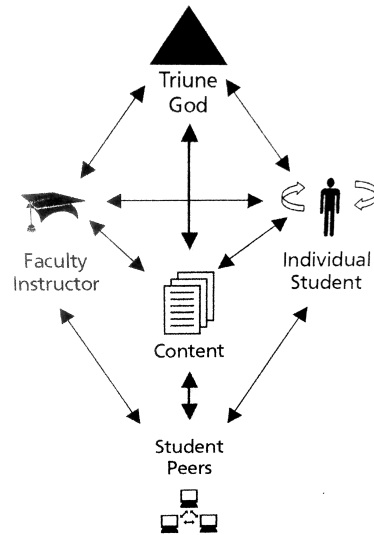 Triune
God
Faculty
Instructor
Individual
Student
Content
Student
Peers